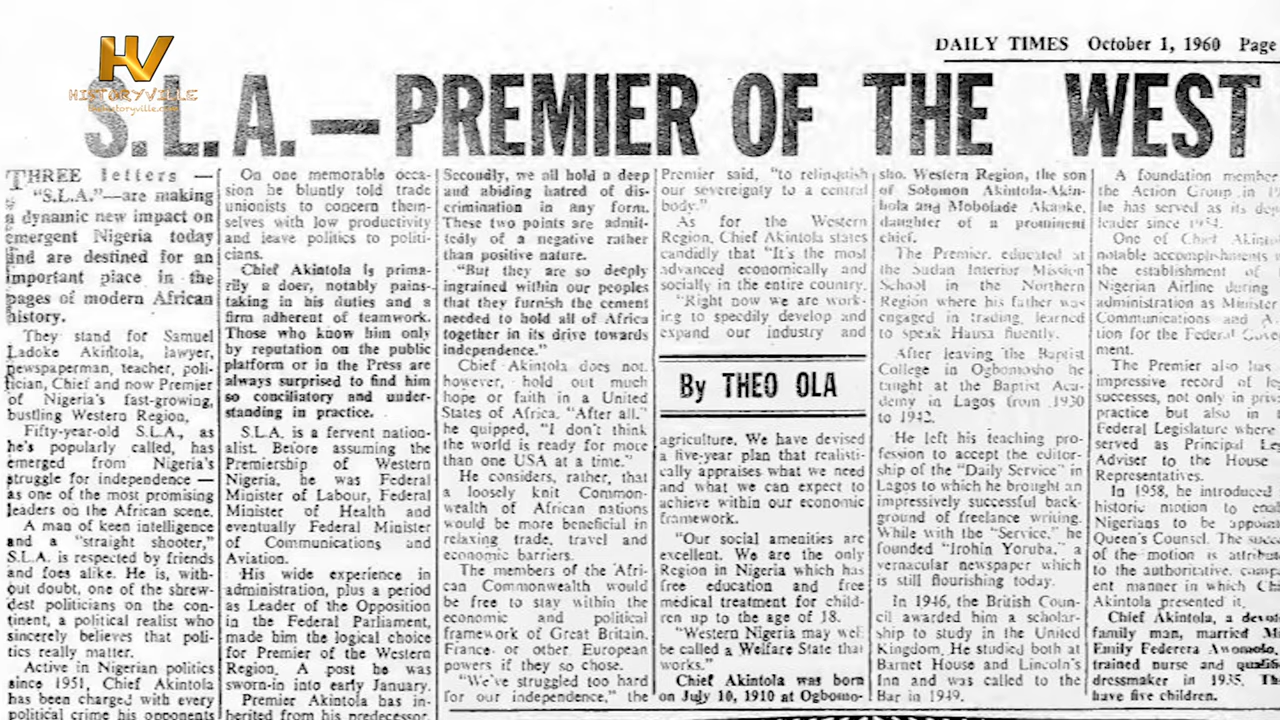 HV
HISTORYVILLE
DAILY TIMES October 1, 1960 Page
S.L.A.—PREMIER OF THE WEST
THREE letters —
"S.L.A."—are making
a dynamic new impact on
emergent Nigeria today
and are destined for an
important place in the
pages of modern African
history.
They stand for Samuel
Ladoke Akintola, lawyer,
newspaperman, teacher, poli-
tician, Chief and now Premier
of Nigeria's fast-growing,
bustling Western Region,
Fifty-year-old S.L.A., as
he's popularly called, has
emerged from Nigeria's
struggle for independence —
as one of the most promising
leaders on the African scene.
A man of keen intelligence
and a "straight shooter,"
S.L.A. is respected by friends
and foes alike. He is, with-
out doubt, one of the shrew-
dest politicians on the con-
tinent, a political realist who
sincerely believes that poli-
tics really matter.
Active in Nigerian politics
since 1951, Chief Akintola
has been charged with every
political crime his opponents
On one memorable occa-
sion he bluntly told trade
unionists to concern them-
selves with low productivity
and leave politics to politi-
cians.
Chief Akintola is prima-
rily a doer, notably pains-
taking in his duties and a
firm adherent of teamwork.
Those who know him only
by reputation on the public
platform or in the Press are
always surprised to find him
so conciliatory and under-
standing in practice.
S.L.A. is a fervent nation-
alist. Before assuming the
Premiership of Western
Nigeria, he was Federal
Minister of Labour, Federal
Minister of Health and
eventually Federal Minister
of Communications and
Aviation.
His wide experience in
administration, plus a period
as Leader of the Opposition
in the Federal Parliament,
made him the logical choice
for Premier of the Western
Region. A post he was
sworn-in into early January.
Premier Akintola has in-
herited from his predecessor,
Secondly, we all hold a deep
and abiding hatred of dis-
crimination in any form.
These two points are admit-
tedly of a negative rather
than positive nature.
"But they are so deeply
ingrained within our peoples
that they furnish the cement
needed to hold all of Africa
together in its drive towards
independence."
Chief Akintola does not,
however, hold out much
hope or faith in a United
States of Africa. "After all,"
he quipped, "I don't think
the world is ready for more
than one USA at a time."
He considers, rather, that
a loosely knit Common-
wealth of African nations
would be more beneficial in
relaxing trade, travel and
economic barriers.
The members of the Afri-
can Commonwealth would
be free to stay within the
economic and political
framework of Great Britain,
France or other European
powers if they so chose.
"We've struggled too hard
for our independence," the
Premier said, "to relinquish
our sovereignty to a central
body."
As for the Western
Region, Chief Akintola states
candidly that "It's the most
advanced economically and
socially in the entire country.
"Right now we are work-
ing to speedily develop and
expand our industry and
By THEO OLA
agriculture. We have devised
a five-year plan that realisti-
cally appraises what we need
and what we can expect to
achieve within our economic
framework.
"Our social amenities are
excellent. We are the only
Region in Nigeria which has
free education and free
medical treatment for child-
ren up to the age of 18.
"Western Nigeria may well
be called a Welfare State that
works."
Chief Akintola was born
on July 10, 1910 at Ogbomo-
sho, Western Region, the son
of Solomon Akintola-Akin-
bola and Mobolade Akanke,
daughter of a prominent
chief.
The Premier, educated at
the Sudan Interior Mission
School in the Northern
Region where his father was
engaged in trading, learned
to speak Hausa fluently.
After leaving the Baptist
College in Ogbomosho he
taught at the Baptist Aca-
demy in Lagos from 1930
to 1942.
He left his teaching pro-
fession to accept the editor-
ship of the "Daily Service" in
Lagos to which he brought an
impressively successful back-
ground of freelance writing.
While with the "Service," he
founded "Irohin Yoruba," a
vernacular newspaper which
is still flourishing today.
In 1946, the British Coun-
cil awarded him a scholar-
ship to study in the United
Kingdom. He studied both at
Barnet House and Lincoln's
Inn and was called to the
Bar in 1949.
A foundation member
the Action Group in
he has served as its
leader since 1954.
One of Chief
notable accomplishments
the establishment of
Nigerian Airline during
administration as Minister
Communications and
tion for the Federal
ment.
The Premier also has
impressive record of
successes, not only in
practice but also in
Federal Legislature where
served as Principal
Adviser to the House
Representatives.
In 1958, he introduced
historic motion to
Nigerians to be
Queen's Counsel. The
of the motion is
to the authoritative,
ent manner in which
Akintola presented it.
Chief Akintola, a
family man, married
Emily Federera Awomolo,
trained nurse and
dressmaker in 1935.
have five children.